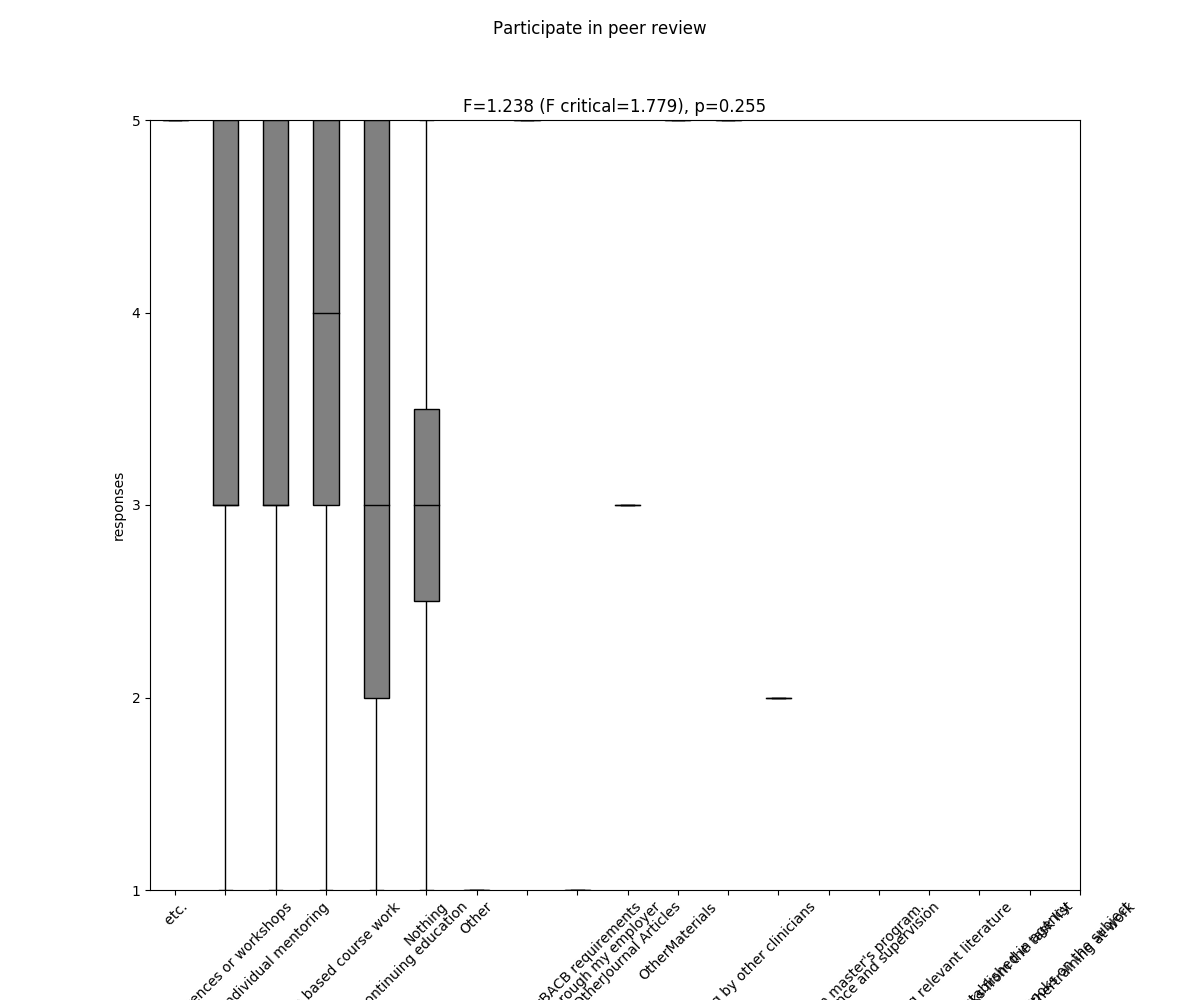 Participate in peer review
F=1.238 (F critical=1.779), p=0.255
5
4
3
2
1
responses
etc.
ences or workshops
ndividual mentoring
based course work
Nothing
ontinuing education
Other
BACB requirements
rough my employer
OtherJournal Articles
OtherMaterials
g by other clinicians
master's program.
ce and supervision
g relevant literature